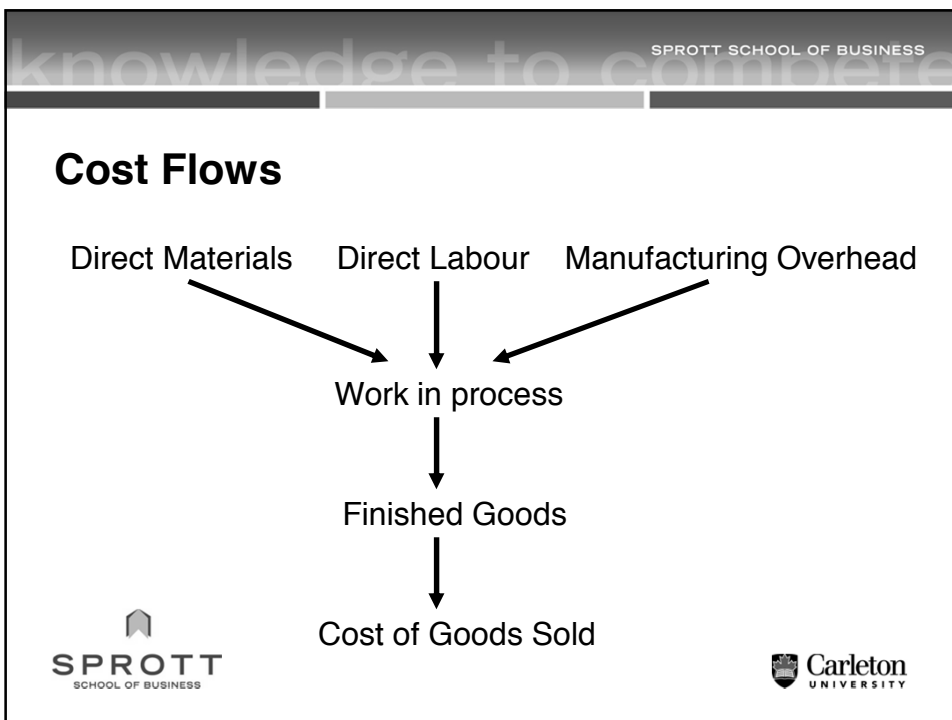 knowledge to compete
SPROTT SCHOOL OF BUSINESS
Cost Flows
Direct Materials Direct Labour Manufacturing Overhead
Work in process
Finished Goods
Cost of Goods Sold
SPROTT
SCHOOL OF BUSINESS
Carleton
UNIVERSITY